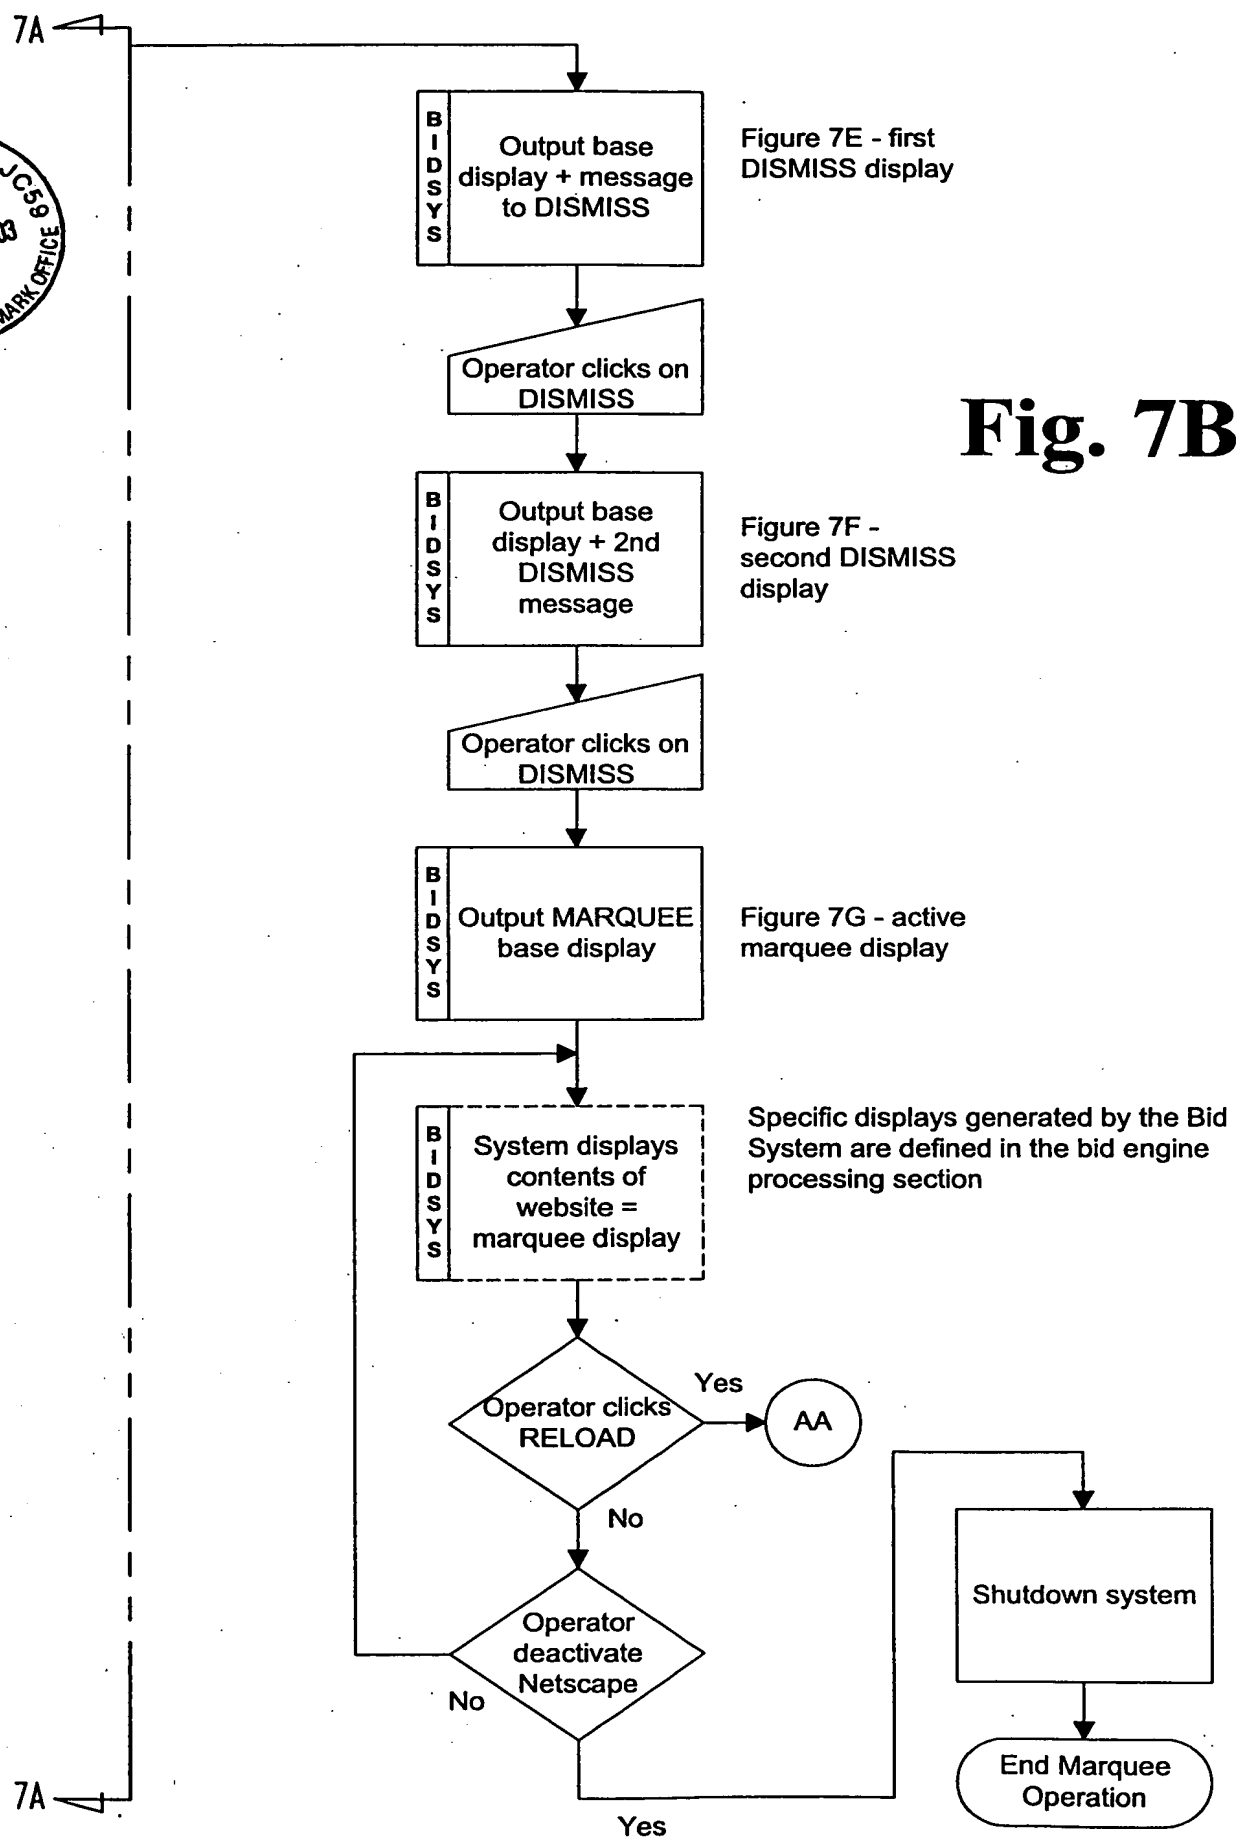 7A
JC59
03
MARK OFFICE
B
I
D
S
Y
S
Output base
display + message
to DISMISS
Figure 7E - first
DISMISS display
Operator clicks on
DISMISS
Fig. 7B
B
I
D
S
Y
S
Output base
display + 2nd
DISMISS
message
Figure 7F -
second DISMISS
display
Operator clicks on
DISMISS
B
I
D
S
Y
S
Output MARQUEE
base display
Figure 7G - active
marquee display
B
I
D
S
Y
S
System displays
contents of
website =
marquee display
Specific displays generated by the Bid
System are defined in the bid engine
processing section
Operator clicks
RELOAD
Yes
AA
No
Operator
deactivate
Netscape
No
Yes
Shutdown system
End Marquee
Operation
7A